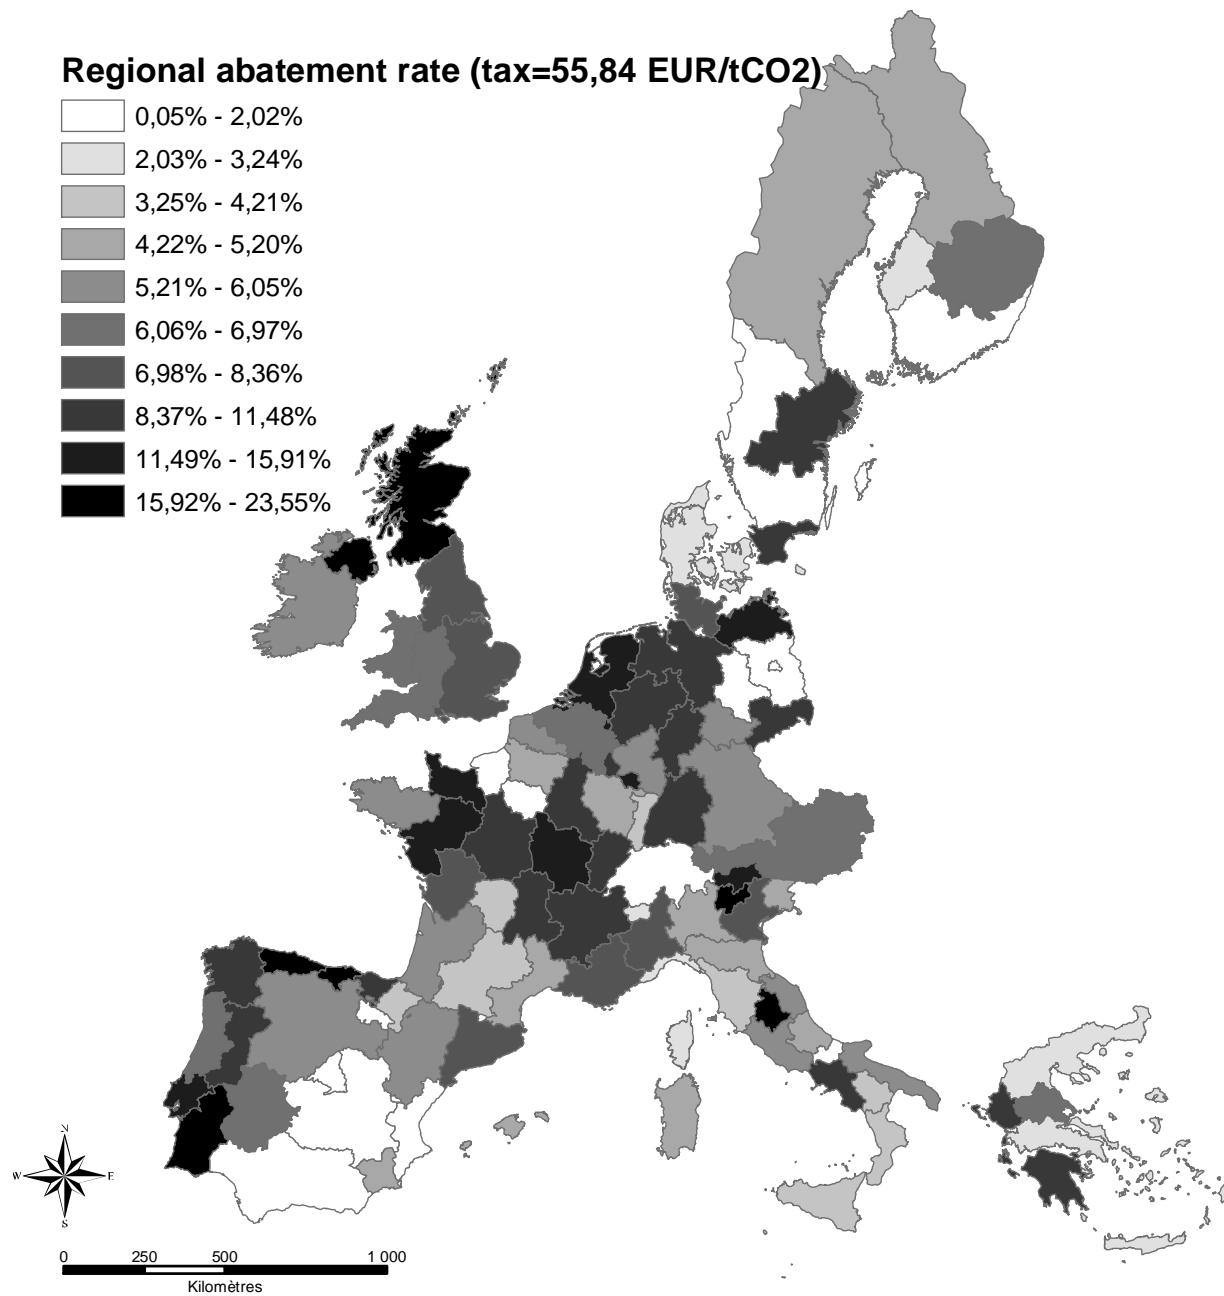 Regional abatement rate (tax=55,84 EUR/tCO2)
0,05% - 2,02%
2,03% - 3,24%
3,25% - 4,21%
4,22% - 5,20%
5,21% - 6,05%
6,06% - 6,97%
6,98% - 8,36%
8,37% - 11,48%
11,49% - 15,91%
15,92% - 23,55%
N
W E
S
0 250 500 1 000
Kilomètres